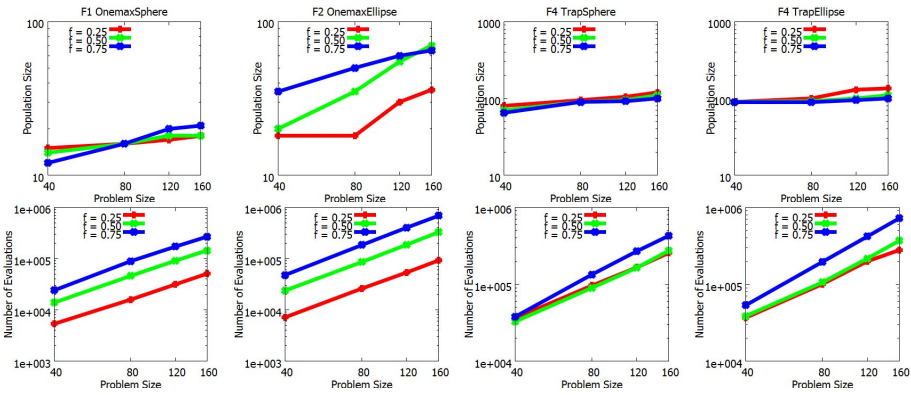 F1 OnemaxSphere
100
f = 0.25
f = 0.50
f = 0.75
Population Size
10
40
80
120
160
Problem Size
F2 OnemaxEllipse
100
f = 0.25
f = 0.50
f = 0.75
Population Size
10
40
80
120
160
Problem Size
F4 TrapSphere
1000
f = 0.25
f = 0.50
f = 0.75
Population Size
100
10
40
80
120
160
Problem Size
F4 TrapEllipse
1000
f = 0.25
f = 0.50
f = 0.75
Population Size
100
10
40
80
120
160
Problem Size
1e+006
f = 0.25
f = 0.50
f = 0.75
Number of Evaluations
1e+005
1e+004
1e+003
40
80
120
160
Problem Size
1e+006
f = 0.25
f = 0.50
f = 0.75
Number of Evaluations
1e+005
1e+004
1e+003
40
80
120
160
Problem Size
1e+006
f = 0.25
f = 0.50
f = 0.75
Number of Evaluations
1e+005
1e+004
40
80
120
160
Problem Size
1e+006
f = 0.25
f = 0.50
f = 0.75
Number of Evaluations
1e+005
1e+004
40
80
120
160
Problem Size